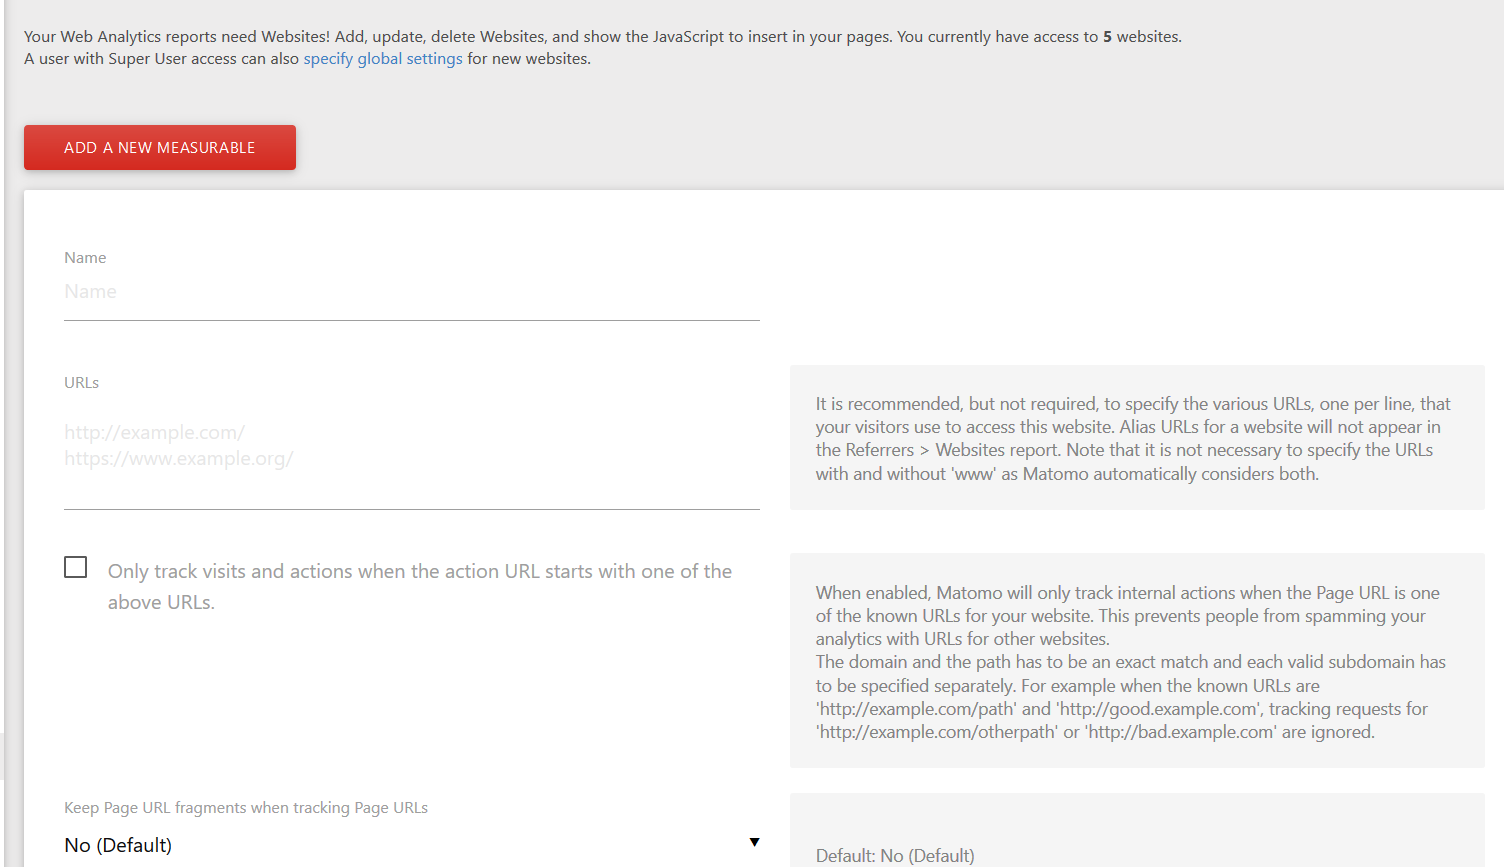 Your Web Analytics reports need Websites! Add, update, delete Websites, and show the JavaScript to insert in your pages. You currently have access to 5 websites.
A user with Super User access can also specify global settings for new websites.
ADD A NEW MEASURABLE
Name
Name
URLs
http://example.com/
https://www.example.org/
It is recommended, but not required, to specify the various URLs, one per line, that
your visitors use to access this website. Alias URLs for a website will not appear in
the Referrers > Websites report. Note that it is not necessary to specify the URLs
with and without 'www' as Matomo automatically considers both.
Only track visits and actions when the action URL starts with one of the
above URLs.
When enabled, Matomo will only track internal actions when the Page URL is one
of the known URLs for your website. This prevents people from spamming your
analytics with URLs for other websites.
The domain and the path has to be an exact match and each valid subdomain has
to be specified separately. For example when the known URLs are
'http://example.com/path' and 'http://good.example.com', tracking requests for
'http://example.com/otherpath' or 'http://bad.example.com' are ignored.
Keep Page URL fragments when tracking Page URLs
No (Default)
Default: No (Default)